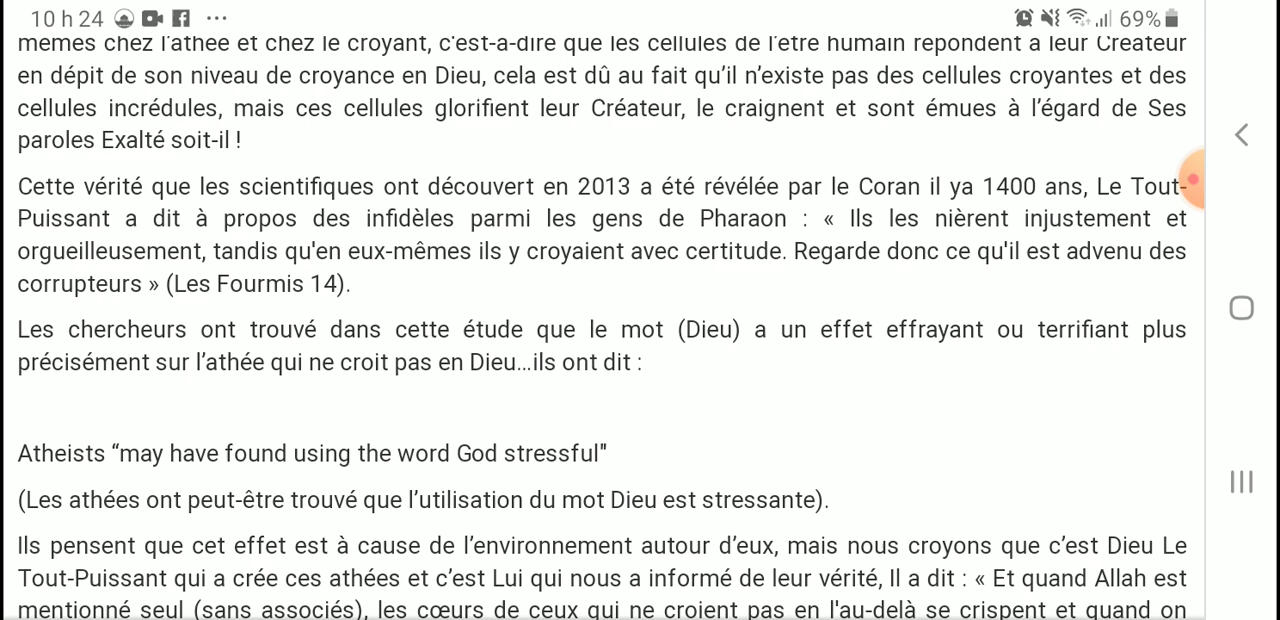 10 h 24 ... 69%
mêmes chez l'athée et chez le croyant, c'est-à-dire que les cellules de l'être humain répondent à leur Créateur
en dépit de son niveau de croyance en Dieu, cela est dû au fait qu’il n’existe pas des cellules croyantes et des
cellules incrédules, mais ces cellules glorifient leur Créateur, le craignent et sont émues à l’égard de Ses
paroles Exalté soit-il !
Cette vérité que les scientifiques ont découvert en 2013 a été révélée par le Coran il ya 1400 ans, Le Tout-
Puissant a dit à propos des infidèles parmi les gens de Pharaon : « Ils les nièrent injustement et
orgueilleusement, tandis qu'en eux-mêmes ils y croyaient avec certitude. Regarde donc ce qu'il est advenu des
corrupteurs » (Les Fourmis 14).
Les chercheurs ont trouvé dans cette étude que le mot (Dieu) a un effet effrayant ou terrifiant plus
précisément sur l’athée qui ne croit pas en Dieu…ils ont dit :
Atheists “may have found using the word God stressful"
(Les athées ont peut-être trouvé que l’utilisation du mot Dieu est stressante).
Ils pensent que cet effet est à cause de l’environnement autour d’eux, mais nous croyons que c’est Dieu Le
Tout-Puissant qui a crée ces athées et c’est Lui qui nous a informé de leur vérité, Il a dit : « Et quand Allah est
mentionné seul (sans associés), les cœurs de ceux qui ne croient pas en l'au-delà se crispent et quand on